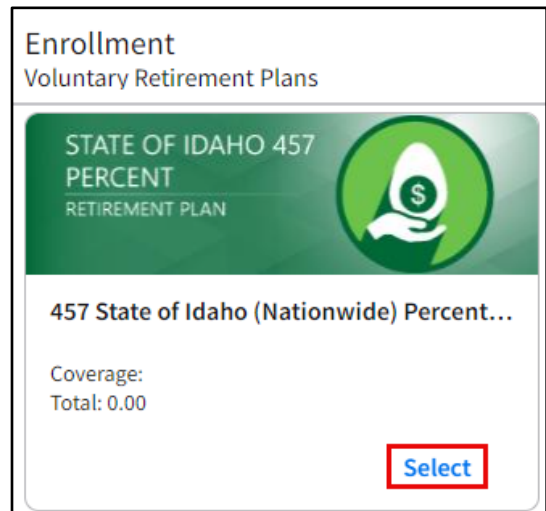 Enrollment
Voluntary Retirement Plans
STATE OF IDAHO 457
PERCENT
RETIREMENT PLAN
$
457 State of Idaho (Nationwide) Percent...
Coverage:
Total: 0.00
Select